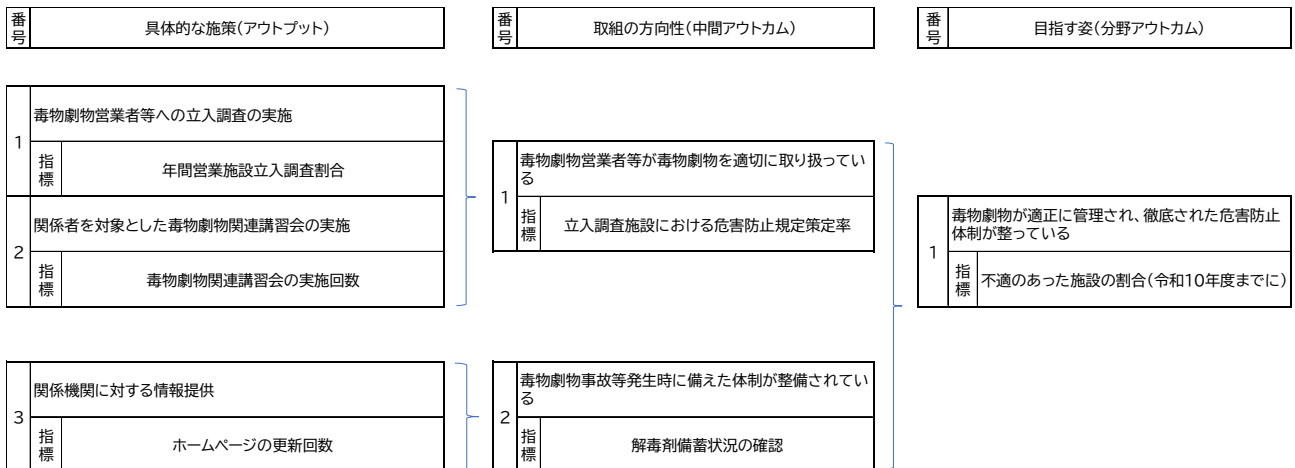 番号 具体的な施策(アウトプット)
番号 取組の方向性(中間アウトカム)
番号 目指す姿(分野アウトカム)
1 毒物劇物営業者等への立入調査の実施
指標 年間営業施設立入調査割合
2 関係者を対象とした毒物劇物関連講習会の実施
指標 毒物劇物関連講習会の実施回数
3 関係機関に対する情報提供
指標 ホームページの更新回数
1 毒物劇物営業者等が毒物劇物を適切に取り扱ってい
る
指標 立入調査施設における危害防止規定策定率
2 毒物劇物事故等発生時に備えた体制が整備されてい
る
指標 解毒剤備蓄状況の確認
1 毒物劇物が適正に管理され、徹底された危害防止
体制が整っている
指標 不適のあった施設の割合(令和10年度までに)